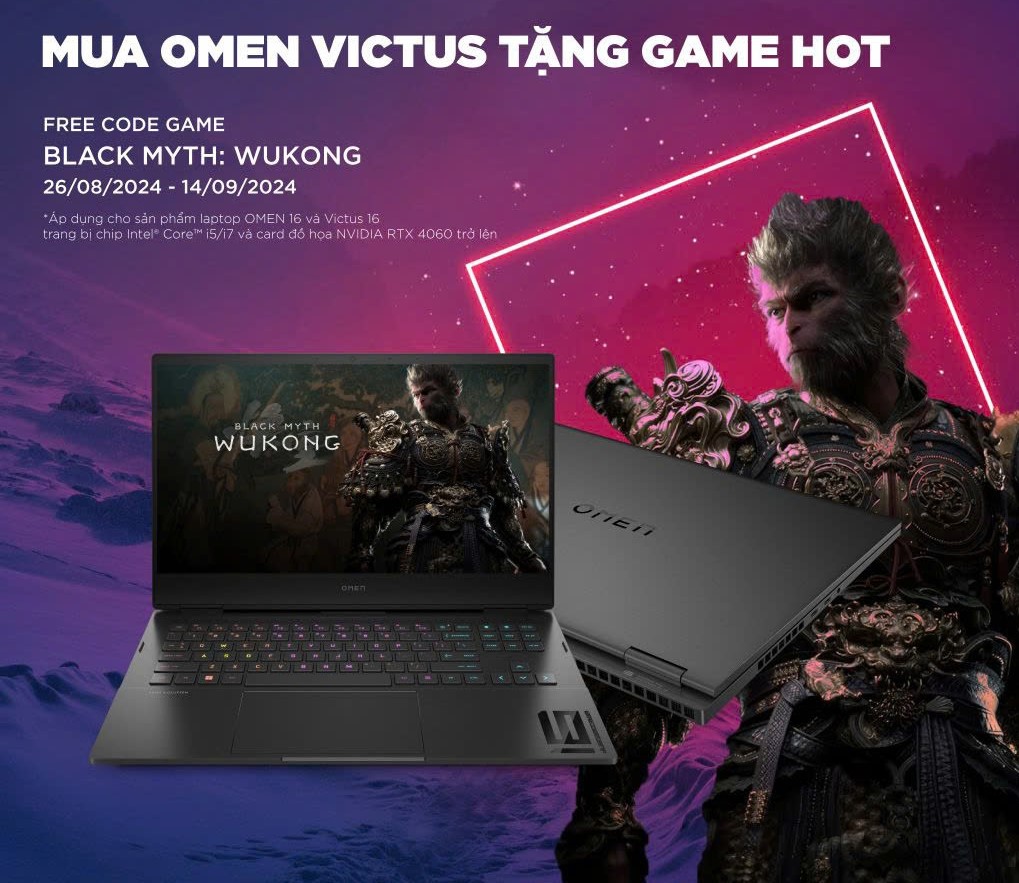 MUA OMEN VICTUS TẶNG GAME HOT
FREE CODE GAME
BLACK MYTH: WUKONG
26/08/2024 - 14/09/2024
*Áp dụng cho sản phẩm laptop OMEN 16 và Victus 16
trang bị chip Intel® Core™ i5/i7 và card đồ họa NVIDIA RTX 4060 trở lên
BLACK MYTH
WUKONG
OMEN
OMEN